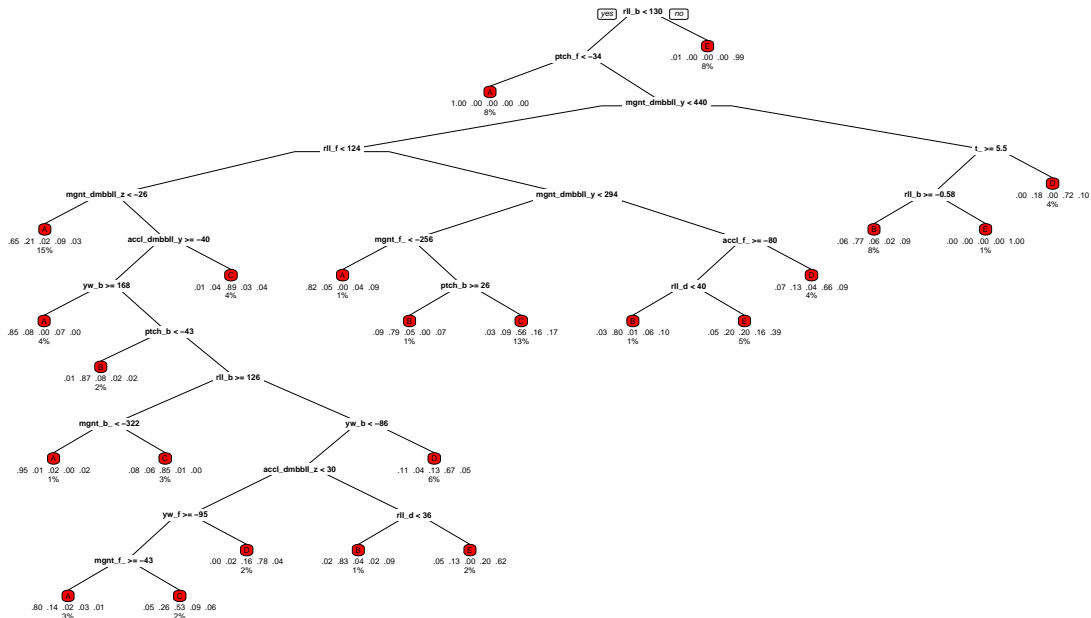 yes rll_b < 130 no
E
.01 .00 .00 .00 .99
8%
ptch_f < −34
A
1.00 .00 .00 .00 .00
8%
mgnt_dmbbll_y < 440
rll_f < 124
t_ >= 5.5
mgnt_dmbbll_z < −26
mgnt_dmbbll_y < 294
rll_b >= −0.58
D
.00 .18 .00 .72 .10
4%
A
.65 .21 .02 .09 .03
15%
accl_dmbbll_y >= −40
mgnt_f_ < −256
accl_f_ >= −80
B
.06 .77 .06 .02 .09
8%
E
.00 .00 .00 .00 1.00
1%
yw_b >= 168
C
.01 .04 .89 .03 .04
4%
A
.82 .05 .00 .04 .09
1%
ptch_b >= 26
rll_d < 40
D
.07 .13 .04 .66 .09
4%
A
.85 .08 .00 .07 .00
4%
ptch_b < −43
B
.09 .79 .05 .00 .07
1%
C
.03 .09 .56 .16 .17
13%
B
.03 .80 .01 .06 .10
1%
E
.05 .20 .20 .16 .39
5%
B
.01 .87 .08 .02 .02
2%
rll_b >= 126
mgnt_b_ < −322
yw_b < −86
A
.95 .01 .02 .00 .02
1%
C
.08 .06 .85 .01 .00
3%
accl_dmbbll_z < 30
D
.11 .04 .13 .67 .05
6%
yw_f >= −95
rll_d < 36
mgnt_f_ >= −43
D
.00 .02 .16 .78 .04
2%
B
.02 .83 .04 .02 .09
1%
E
.05 .13 .00 .20 .62
2%
A
.80 .14 .02 .03 .01
3%
C
.05 .26 .53 .09 .06
2%